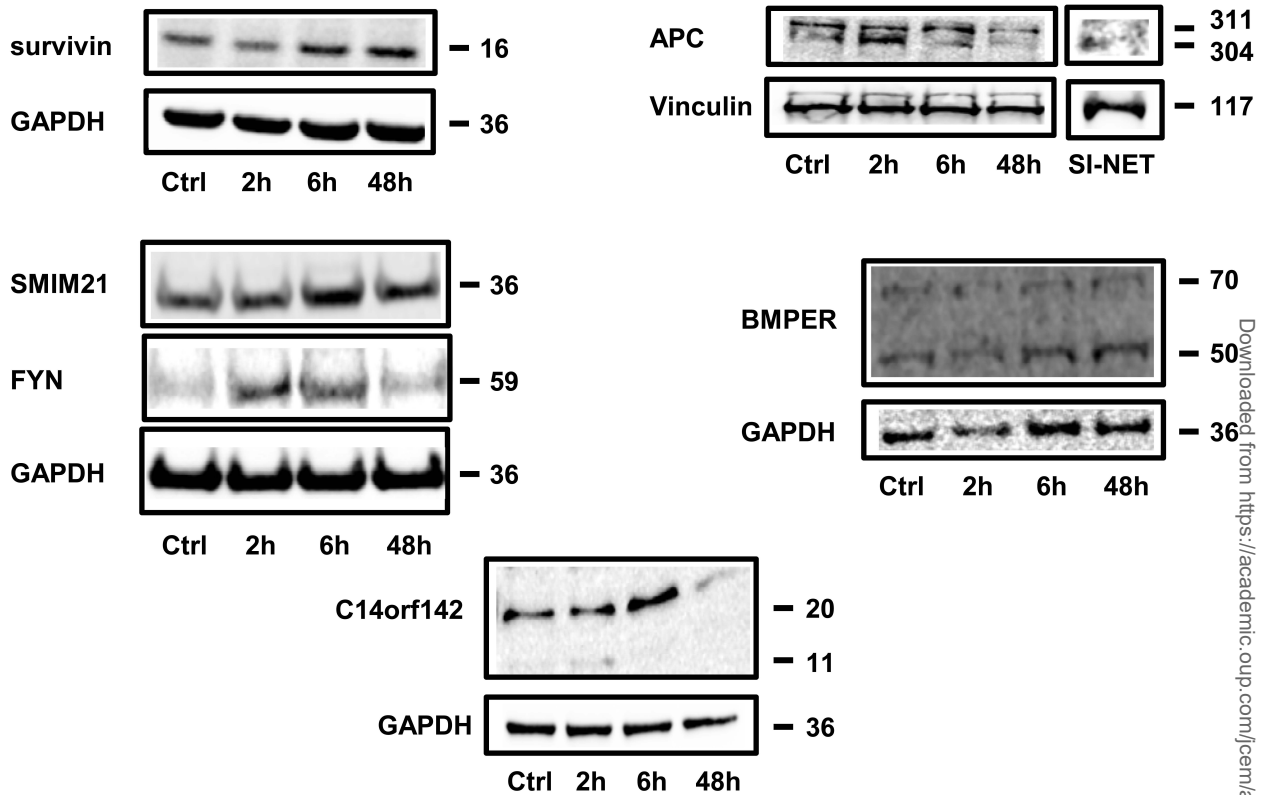 survivin
– 16
GAPDH
– 36
Ctrl 2h 6h 48h
APC
– 311
– 304
Vinculin
– 117
Ctrl 2h 6h 48h SI-NET
SMIM21
– 36
FYN
– 59
GAPDH
– 36
Ctrl 2h 6h 48h
BMPER
– 70
– 50
GAPDH
– 36
Ctrl 2h 6h 48h
C14orf142
– 20
– 11
GAPDH
– 36
Ctrl 2h 6h 48h
Downloaded from https://academic.oup.com/jcem/